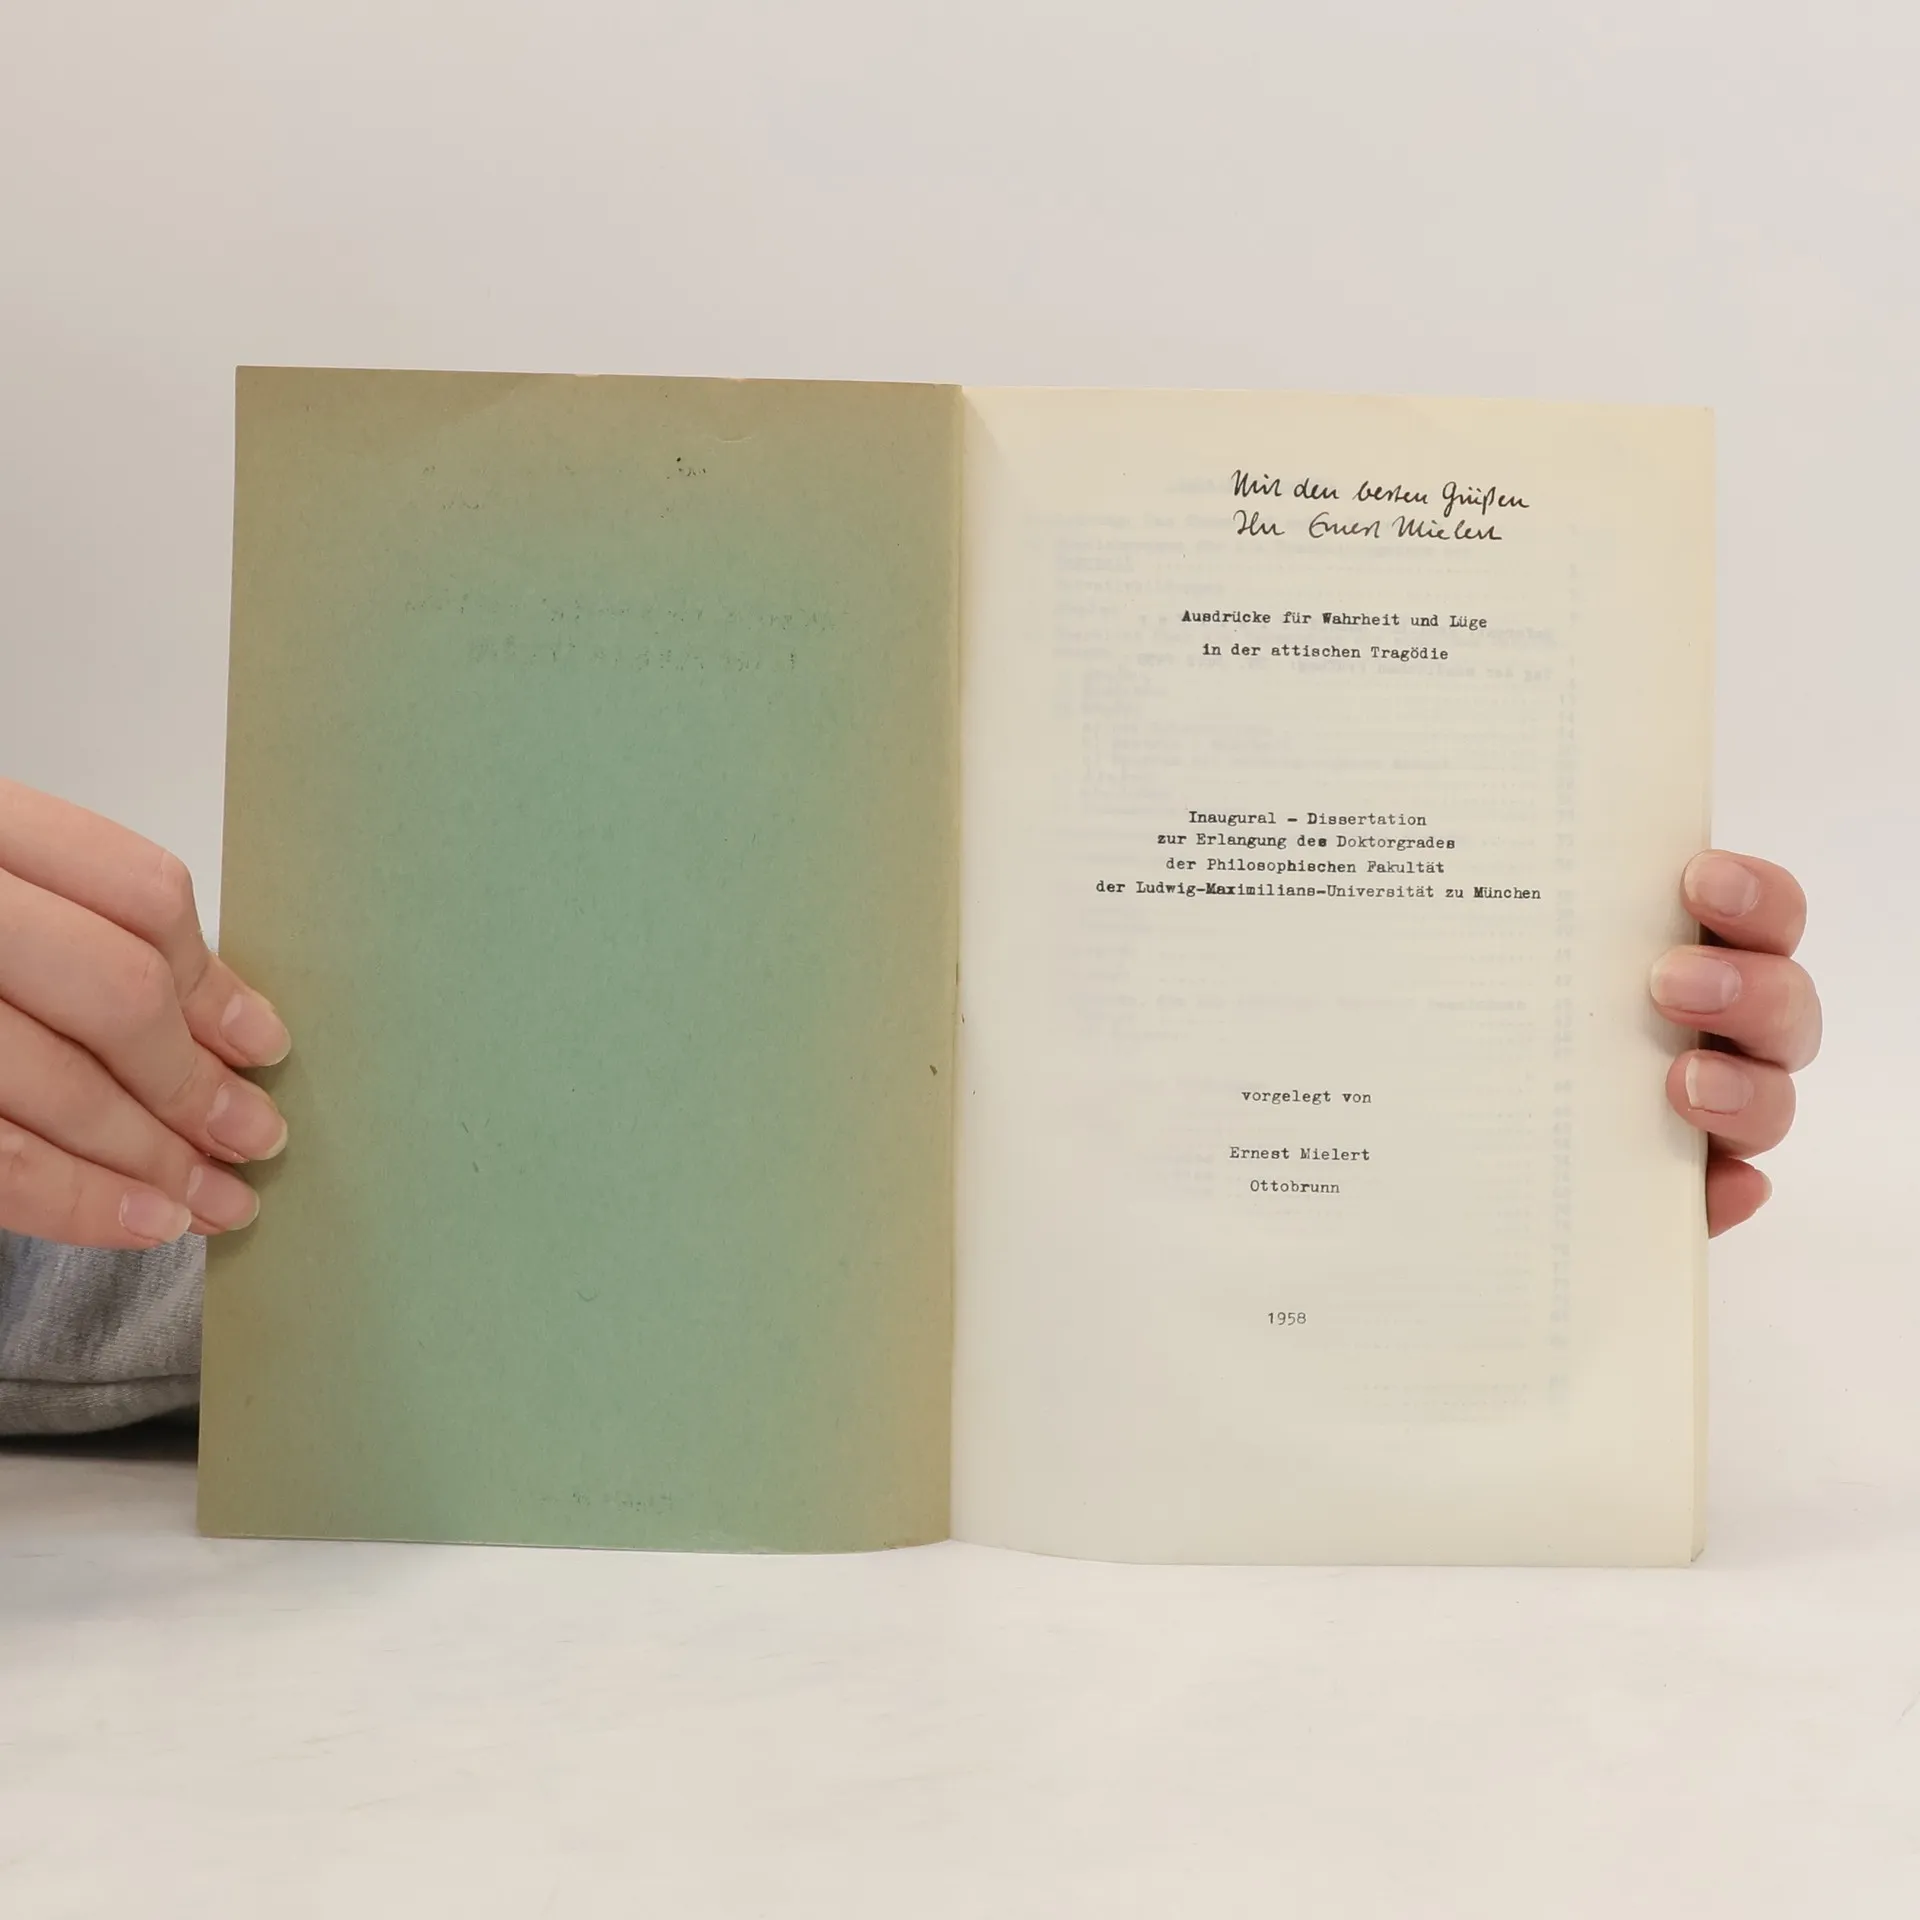 Mit den besten Grüßen
Ihr Ernest Mielert
Ausdrücke für Wahrheit und Lüge
in der attischen Tragödie
Inaugural - Dissertation
zur Erlangung des Doktorgrades
der Philosophischen Fakultät
der Ludwig-Maximilians-Universität zu München
vorgelegt von
Ernest Mielert
Ottobrunn
1958